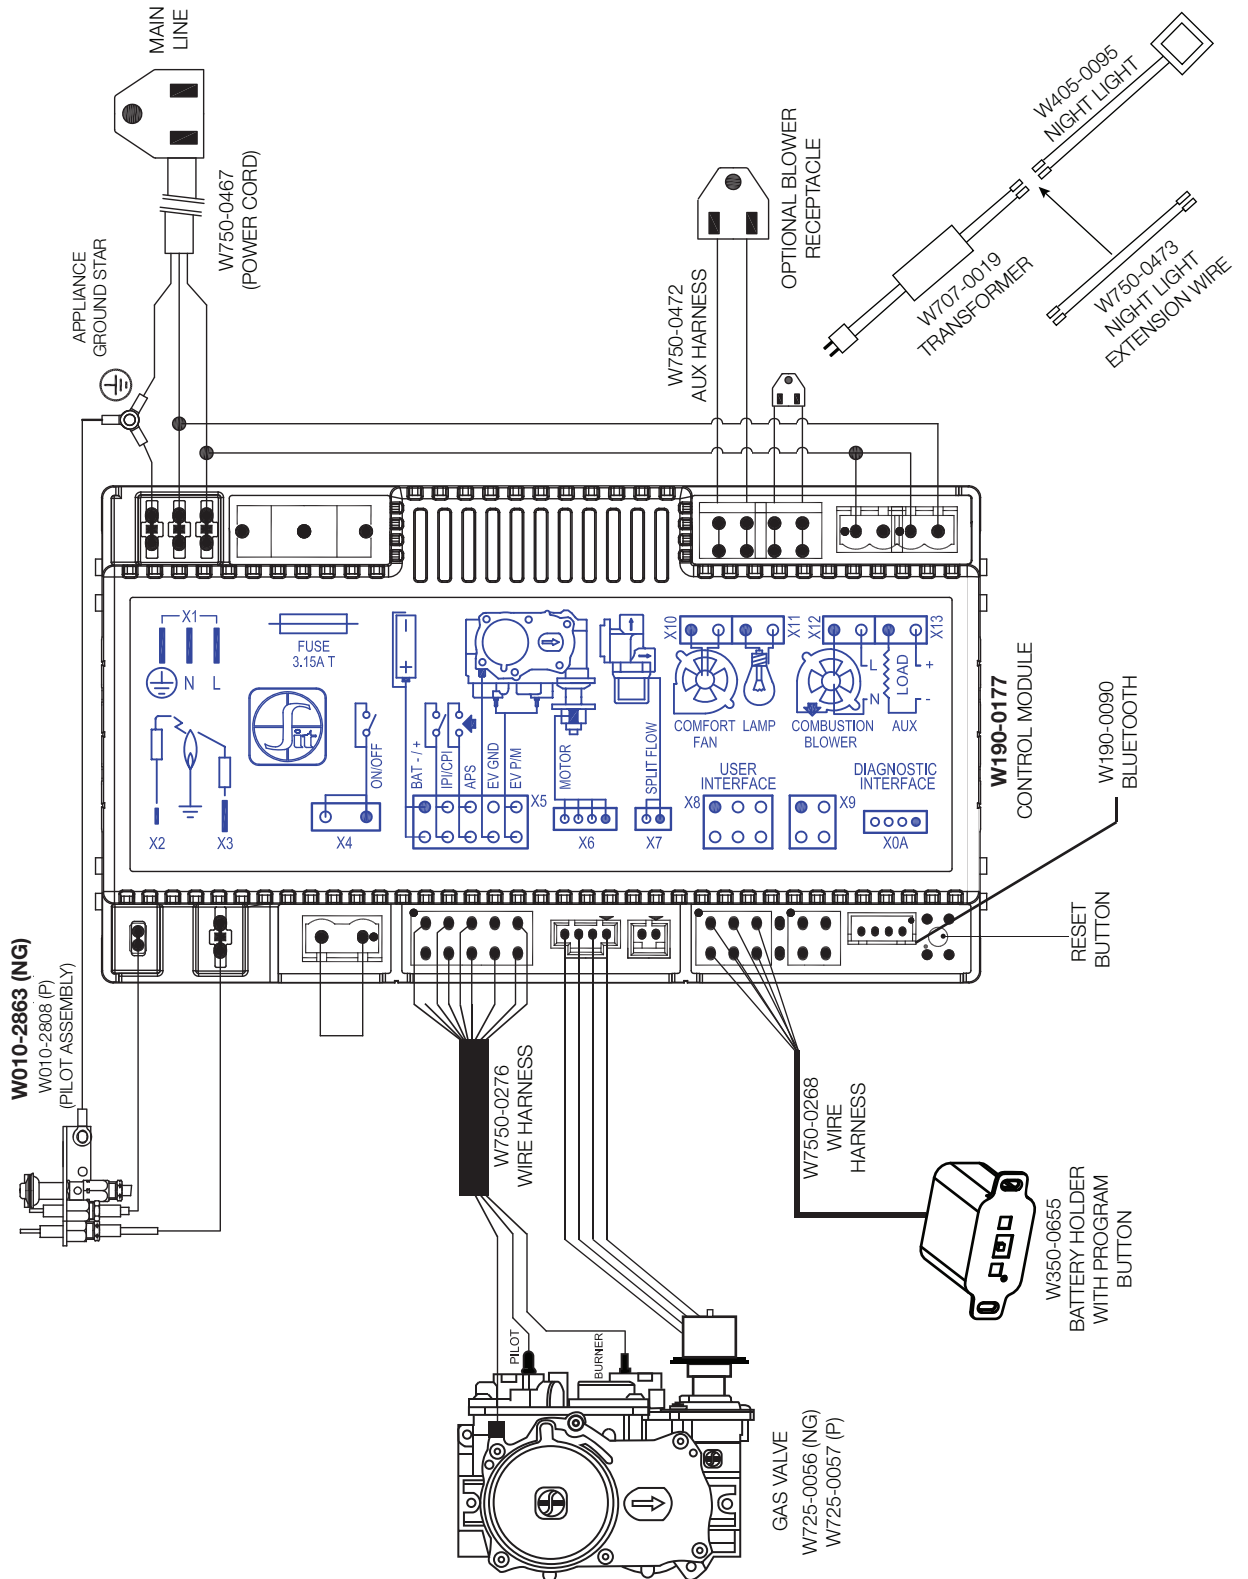 MAIN
LINE
W750-0467
(POWER CORD)
APPLIANCE
GROUND STAR
W750-0472
AUX HARNESS
OPTIONAL BLOWER
RECEPTACLE
W405-0095
NIGHT LIGHT
W707-0019
TRANSFORMER
W750-0473
NIGHT LIGHT
EXTENSION WIRE
X1
N
L
FUSE
3.15A T
- +
X10
X11
X12
X13
COMFORT
FAN
LAMP
L
N
COMBUSTION
BLOWER
LOAD
+
-
AUX
ON/OFF
BAT - / +
IPI/CPI
APS
EV GND
EV P/M
MOTOR
SPLIT FLOW
USER
INTERFACE
DIAGNOSTIC
INTERFACE
X2
X3
X4
X5
X6
X7
X8
X9
X0A
W190-0177
CONTROL MODULE
W190-0090
BLUETOOTH
RESET
BUTTON
W010-2863 (NG)
W010-2808 (P)
(PILOT ASSEMBLY)
W750-0276
WIRE HARNESS
W750-0268
WIRE
HARNESS
W350-0655
BATTERY HOLDER
WITH PROGRAM
BUTTON
PILOT
BURNER
GAS VALVE
W725-0056 (NG)
W725-0057 (P)